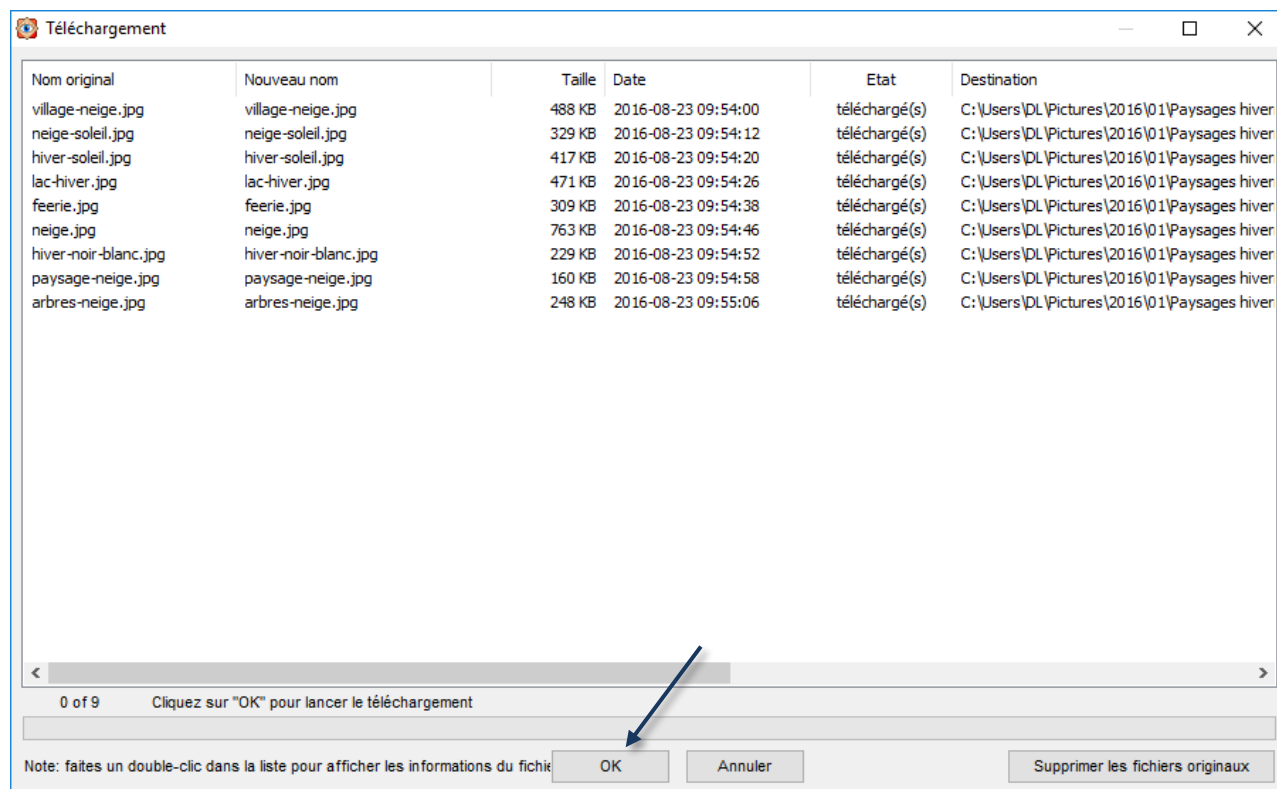 Téléchargement
Nom original Nouveau nom Taille Date Etat Destination
village-neige.jpg village-neige.jpg 488 KB 2016-08-23 09:54:00 téléchargé(s) C:\Users\DL\Pictures\2016\01\Paysages hiver
neige-soleil.jpg neige-soleil.jpg 329 KB 2016-08-23 09:54:12 téléchargé(s) C:\Users\DL\Pictures\2016\01\Paysages hiver
hiver-soleil.jpg hiver-soleil.jpg 417 KB 2016-08-23 09:54:20 téléchargé(s) C:\Users\DL\Pictures\2016\01\Paysages hiver
lac-hiver.jpg lac-hiver.jpg 471 KB 2016-08-23 09:54:26 téléchargé(s) C:\Users\DL\Pictures\2016\01\Paysages hiver
feerie.jpg feerie.jpg 309 KB 2016-08-23 09:54:38 téléchargé(s) C:\Users\DL\Pictures\2016\01\Paysages hiver
neige.jpg neige.jpg 763 KB 2016-08-23 09:54:46 téléchargé(s) C:\Users\DL\Pictures\2016\01\Paysages hiver
hiver-noir-blanc.jpg hiver-noir-blanc.jpg 229 KB 2016-08-23 09:54:52 téléchargé(s) C:\Users\DL\Pictures\2016\01\Paysages hiver
paysage-neige.jpg paysage-neige.jpg 160 KB 2016-08-23 09:54:58 téléchargé(s) C:\Users\DL\Pictures\2016\01\Paysages hiver
arbres-neige.jpg arbres-neige.jpg 248 KB 2016-08-23 09:55:06 téléchargé(s) C:\Users\DL\Pictures\2016\01\Paysages hiver
0 of 9 Cliquez sur "OK" pour lancer le téléchargement
Note: faites un double-clic dans la liste pour afficher les informations du fichie OK Annuler Supprimer les fichiers originaux